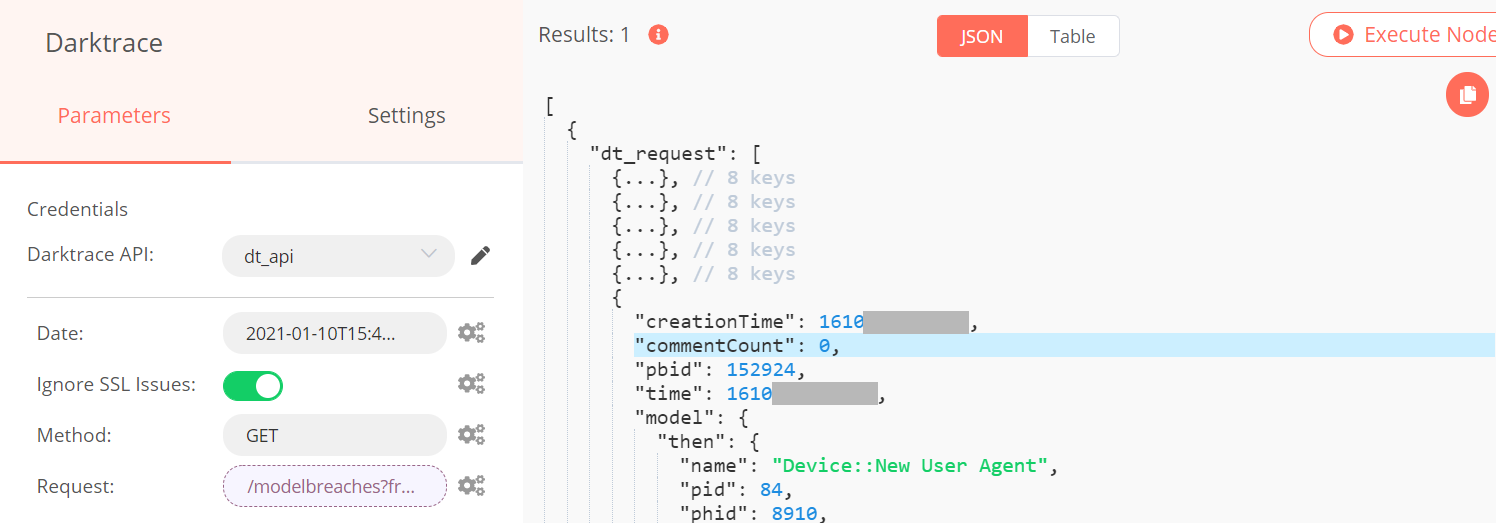 Darktrace
Parameters
Settings
Credentials
Darktrace API:
dt_api
Date:
2021-01-10T15:4...
Ignore SSL Issues:
Method:
GET
Request:
/modelbreaches?fr...
Results: 1
JSON
Table
Execute Node
[
{
"dt_request": [
{...}, // 8 keys
{...}, // 8 keys
{...}, // 8 keys
{...}, // 8 keys
{...}, // 8 keys
{
"creationTime": 1610 ,
"commentCount": 0,
"pbid": 152924,
"time": 1610 ,
"model": {
"then": {
"name": "Device::New User Agent",
"pid": 84,
"phid": 8910,